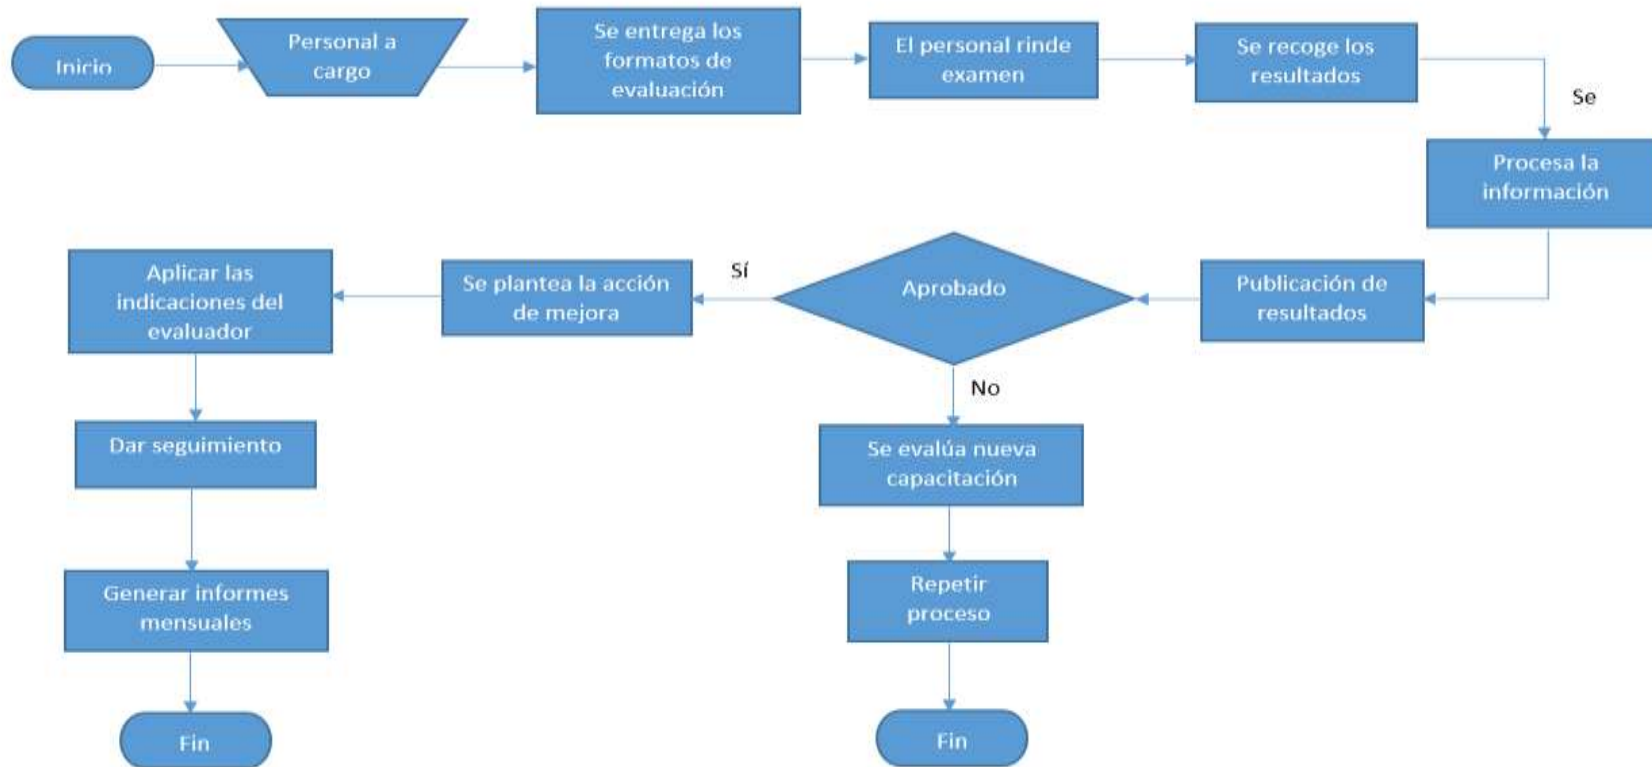 Inicio
Personal a
cargo
Se entrega los
formatos de
evaluación
El personal rinde
examen
Se recoge los
resultados
Se
Procesa la
información
Publicación de
resultados
Aprobado
Sí
Se plantea la acción
de mejora
Aplicar las
indicaciones del
evaluador
Dar seguimiento
Generar informes
mensuales
Fin
No
Se evalúa nueva
capacitación
Repetir
proceso
Fin